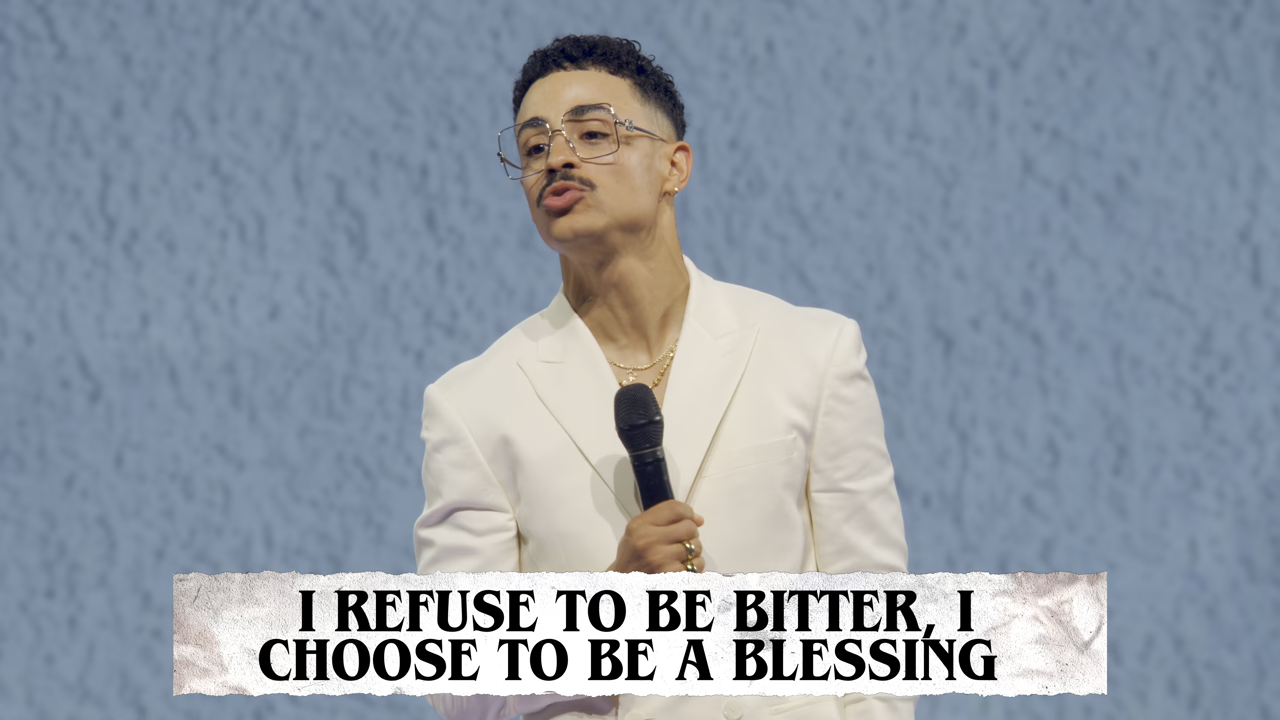 I REFUSE TO BE BITTER, I
CHOOSE TO BE A BLESSING